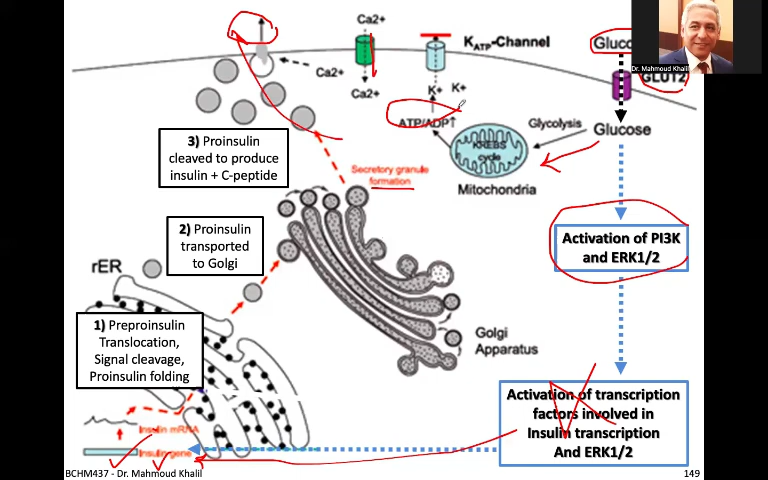 Ca2+
KATP-Channel
Dr. Mahmoud Khalil
GLUT2
Ca2+
Ca2+
K+
K+
ATP/ADP↑
Glycolysis
Glucose
KREBS
cycle
Mitochondria
3) Proinsulin
cleaved to produce
insulin + C-peptide
Secretory granule
formation
2) Proinsulin
transported
to Golgi
Activation of PI3K
and ERK1/2
rER
1) Preproinsulin
Translocation,
Signal cleavage,
Proinsulin folding
Golgi
Apparatus
Activation of transcription
factors involved in
Insulin transcription
And ERK1/2
Insulin mRNA
Insulin gene
BCHM437 - Dr. Mahmoud Khalil
149